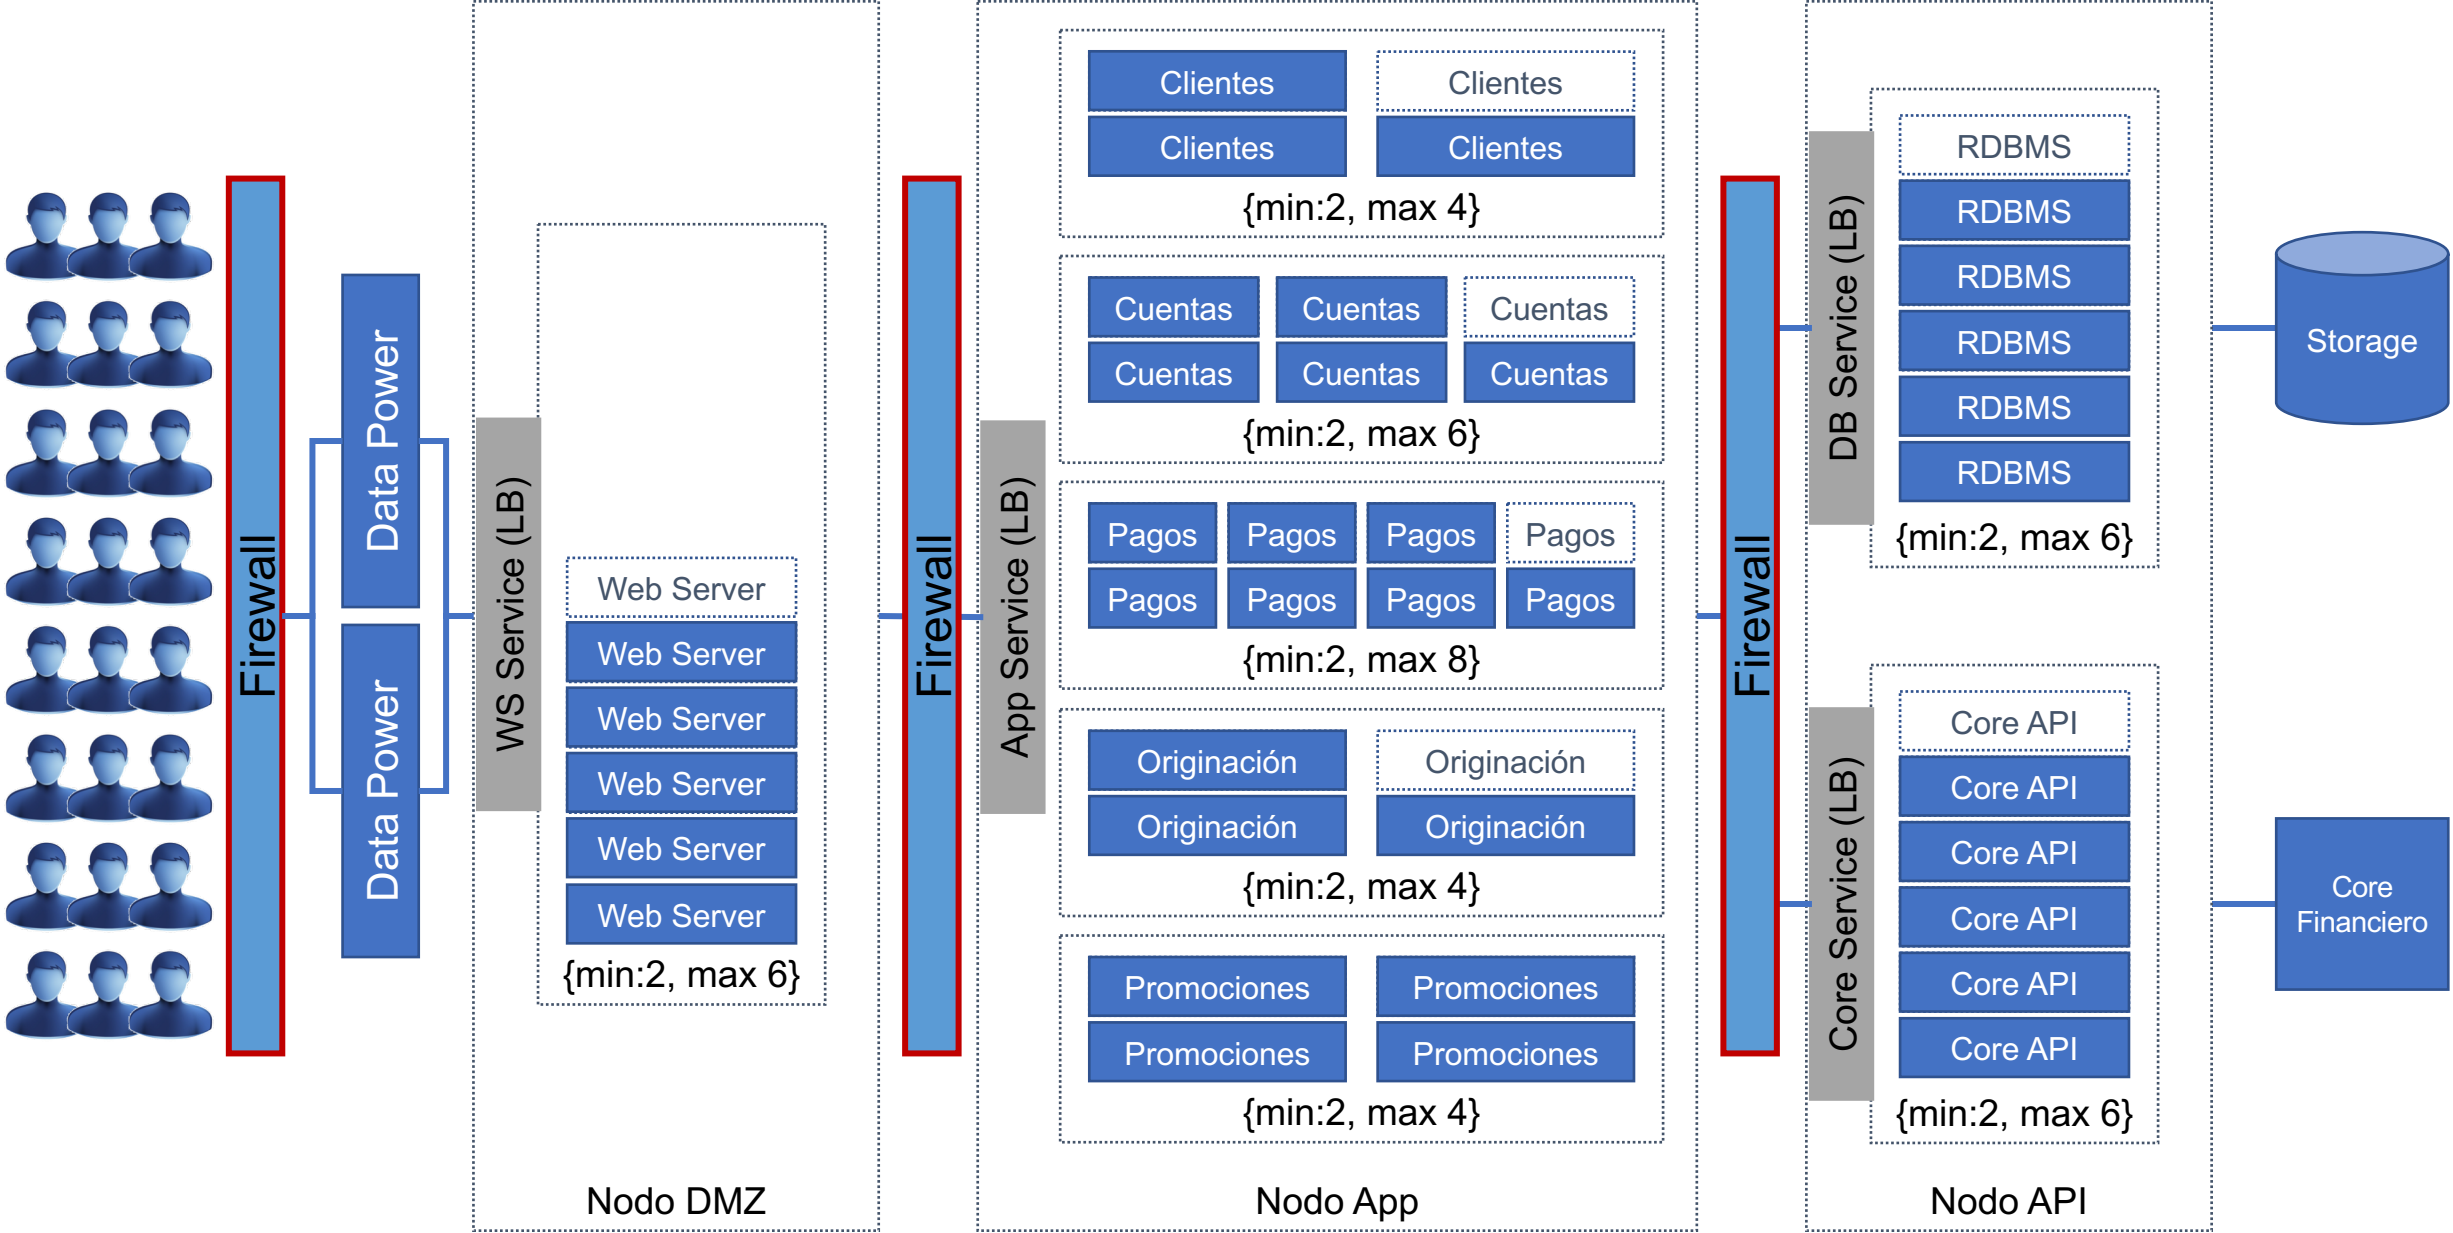 Firewall
Data Power
Data Power
WS Service (LB)
Web Server
Web Server
Web Server
Web Server
Web Server
Web Server
{min:2, max 6}
Nodo DMZ
Firewall
App Service (LB)
Clientes
Clientes
Clientes
Clientes
{min:2, max 4}
Cuentas
Cuentas
Cuentas
Cuentas
Cuentas
Cuentas
{min:2, max 6}
Pagos
Pagos
Pagos
Pagos
Pagos
Pagos
Pagos
Pagos
{min:2, max 8}
Originación
Originación
Originación
Originación
{min:2, max 4}
Promociones
Promociones
Promociones
Promociones
{min:2, max 4}
Nodo App
Firewall
DB Service (LB)
RDBMS
RDBMS
RDBMS
RDBMS
RDBMS
RDBMS
{min:2, max 6}
Core Service (LB)
Core API
Core API
Core API
Core API
Core API
Core API
{min:2, max 6}
Nodo API
Storage
Core
Financiero